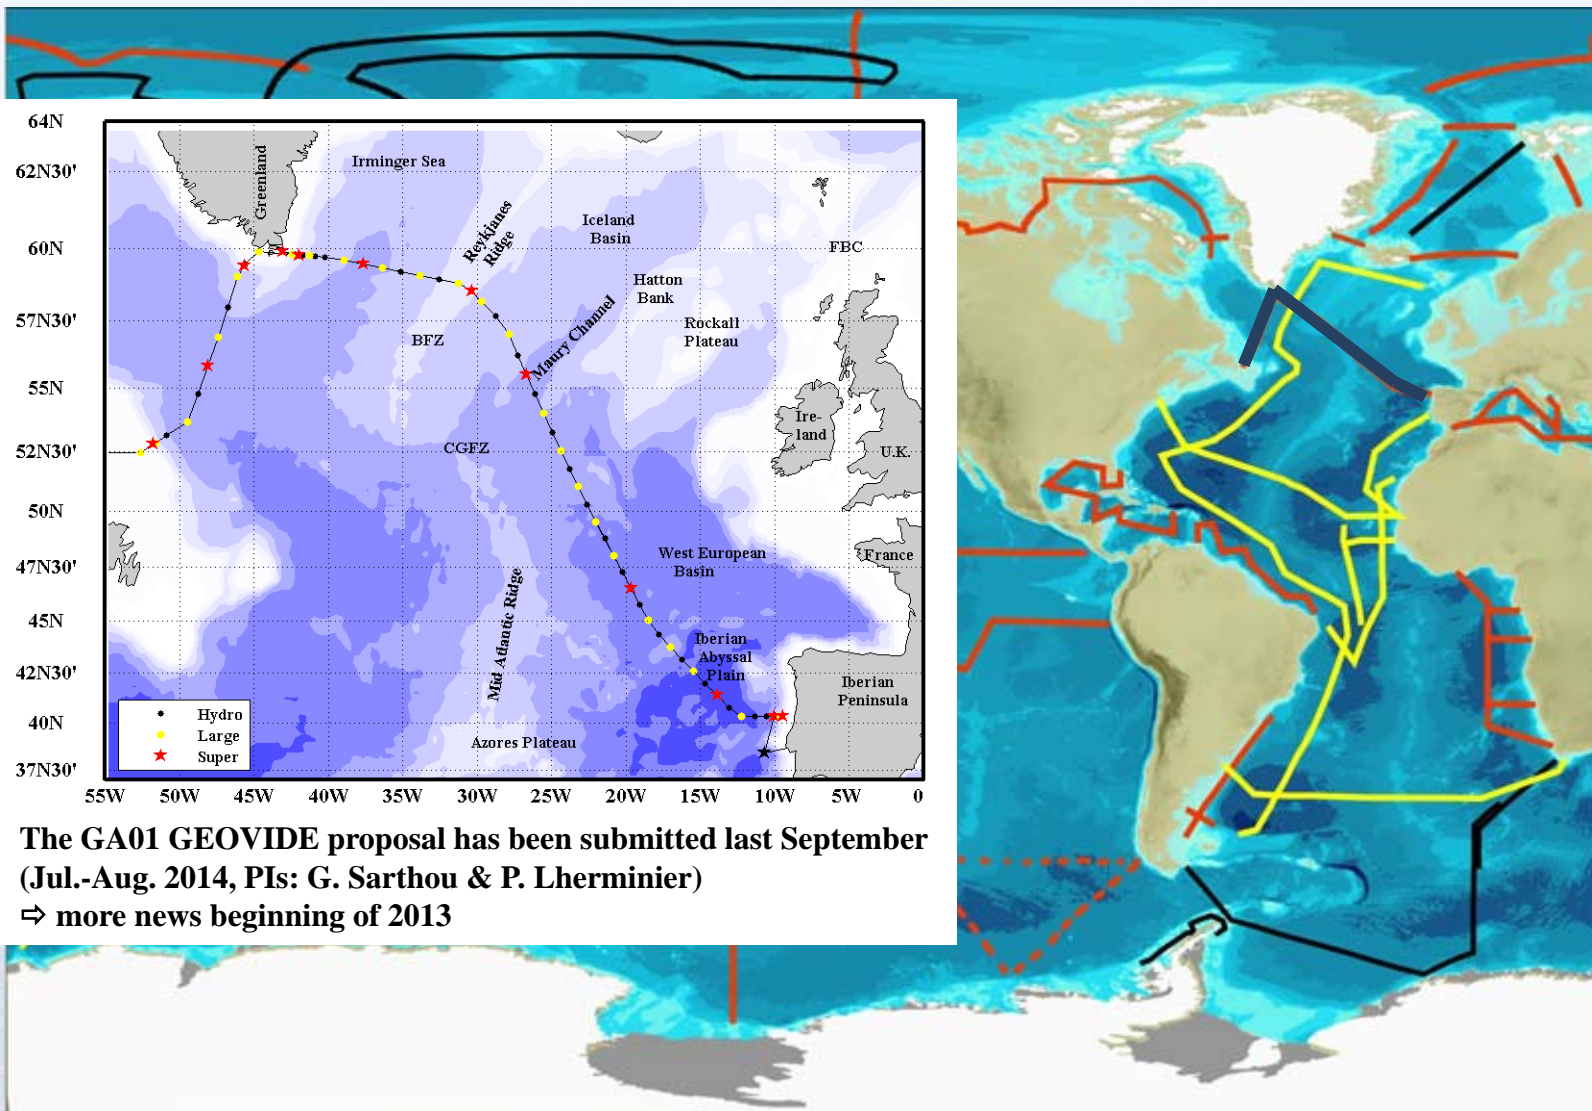 64N
62N30'
60N
57N30'
55N
52N30'
50N
47N30'
45N
42N30'
40N
37N30'
55W 50W 45W 40W 35W 30W 25W 20W 15W 10W 5W 0
Greenland
Irminger Sea
Reykjanes
Ridge
Iceland
Basin
FBC
Hatton
Bank
Maury Channel
Rockall
Plateau
BFZ
Ire-
land
U.K.
CGFZ
West European
Basin
France
Mid Atlantic Ridge
Iberian
Abyssal
Plain
Iberian
Peninsula
Azores Plateau
Hydro
Large
Super
The GA01 GEOVIDE proposal has been submitted last September
(Jul.-Aug. 2014, PIs: G. Sarthou & P. Lherminier)
⇨ more news beginning of 2013